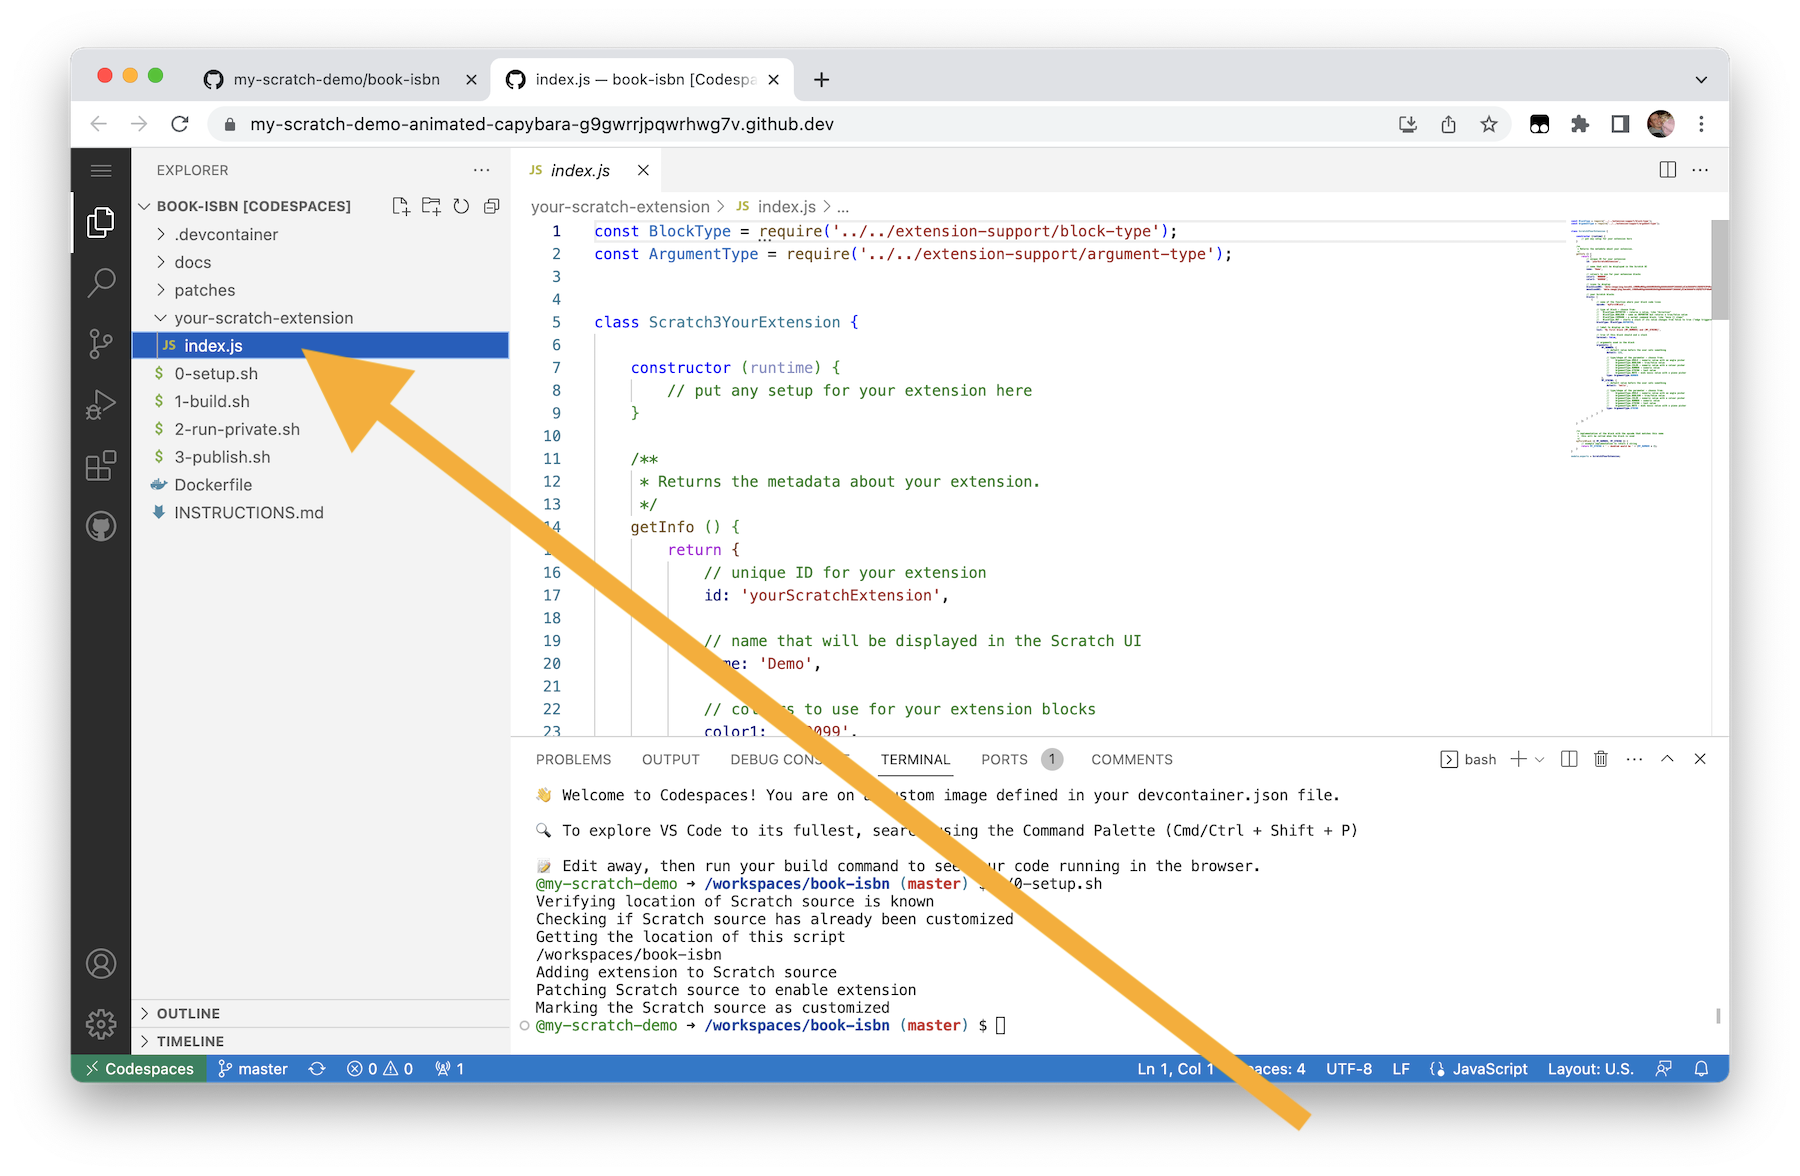 my-scratch-demo/book-isbn
index.js — book-isbn [Codespa
my-scratch-demo-animated-capybara-g9gwrrjpqwrhwg7v.github.dev
EXPLORER
BOOK-ISBN [CODESPACES]
.devcontainer
docs
patches
your-scratch-extension
JS index.js
$ 0-setup.sh
$ 1-build.sh
$ 2-run-private.sh
$ 3-publish.sh
Dockerfile
INSTRUCTIONS.md
OUTLINE
TIMELINE
JS index.js
your-scratch-extension > JS index.js > ...
1 const BlockType = require('../../extension-support/block-type');
2 const ArgumentType = require('../../extension-support/argument-type');
3
4
5 class Scratch3YourExtension {
6
7 constructor (runtime) {
8 // put any setup for your extension here
9 }
10
11 /**
12 * Returns the metadata about your extension.
13 */
14 getInfo () {
return {
16 // unique ID for your extension
17 id: 'yourScratchExtension',
18
19 // name that will be displayed in the Scratch UI
20 me: 'Demo',
21
22 // co s to use for your extension blocks
23 color1: 099',
PROBLEMS
OUTPUT
DEBUG CONS
TERMINAL
PORTS 1
COMMENTS
bash
👋 Welcome to Codespaces! You are on a ustom image defined in your devcontainer.json file.
🔍 To explore VS Code to its fullest, sear sing the Command Palette (Cmd/Ctrl + Shift + P)
📝 Edit away, then run your build command to see ur code running in the browser.
@my-scratch-demo → /workspaces/book-isbn (master) $ /0-setup.sh
Verifying location of Scratch source is known
Checking if Scratch source has already been customized
Getting the location of this script
/workspaces/book-isbn
Adding extension to Scratch source
Patching Scratch source to enable extension
Marking the Scratch source as customized
@my-scratch-demo → /workspaces/book-isbn (master) $
Codespaces
master
0 0
1
Ln 1, Col 1
paces: 4
UTF-8
LF
JavaScript
Layout: U.S.